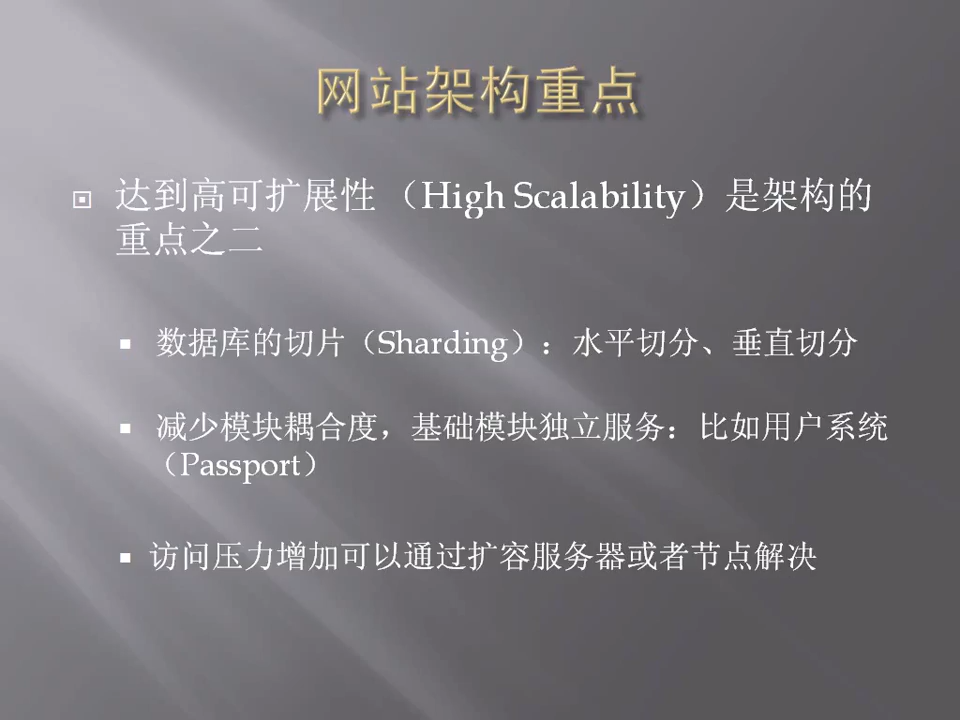 网站架构重点
达到高可扩展性 （High Scalability）是架构的
重点之二
数据库的切片（Sharding）：水平切分、垂直切分
减少模块耦合度，基础模块独立服务：比如用户系统
（Passport）
访问压力增加可以通过扩容服务器或者节点解决